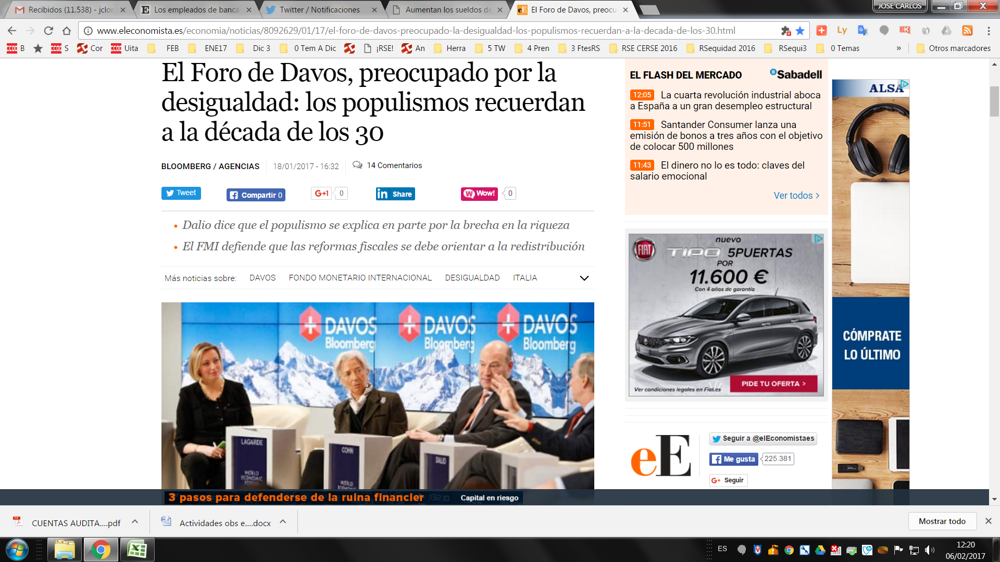 Recibidos (11.538) - jclor
Los empleados de banca
Twitter / Notificaciones
Aumentan los sueldos de
El Foro de Davos, preocu
JOSE CARLOS
www.eleconomista.es/economia/noticias/8092629/01/17/el-foro-de-davos-preocupado-la-desigualdad-los-populismos-recuerdan-a-la-decada-de-los-30.html
B
S
Cor
Uita
FEB
ENE17
Dic 3
0 Tem A Dic
¡RSE!
An
Herra
5 TW
4 Pren
3 FtesRS
RSE CERSE 2016
RSequidad 2016
RSequi3
0 Temas
»
Otros marcadores
El Foro de Davos, preocupado por la
desigualdad: los populismos recuerdan
a la década de los 30
BLOOMBERG / AGENCIAS
18/01/2017 - 16:32
14 Comentarios
Tweet
Compartir 0
G+1
0
in Share
Wow!
0
• Dalio dice que el populismo se explica en parte por la brecha en la riqueza
• El FMI defiende que las reformas fiscales se debe orientar a la redistribución
Más noticias sobre:
DAVOS
FONDO MONETARIO INTERNACIONAL
DESIGUALDAD
ITALIA
DAVOS
Bloomberg
DAVOS
Bloomberg
DAVOS
Bloomberg
LAGARDE
WORLD
ECONOMIC
FORUM
COHN
WORLD
DALIO
3 pasos para defenderse de la ruina financier
Capital en riesgo
EL FLASH DEL MERCADO
Sabadell
12:05 La cuarta revolución industrial aboca
a España a un gran desempleo estructural
11:51 Santander Consumer lanza una
emisión de bonos a tres años con el objetivo
de colocar 500 millones
11:43 El dinero no lo es todo: claves del
salario emocional
Ver todos >
FIAT
nuevo
TIPO 5PUERTAS
POR
11.600 €
Con 4 años de garantía
Ver condiciones legales en Fiat.es
PIDE TU OFERTA >
eE
Seguir a @elEconomistaes
Me gusta
225.381
G+ Seguir
ALSA
CÓMPRATE
LO ÚLTIMO
CUENTAS AUDITA....pdf
Actividades obs e....docx
Mostrar todo
ES
12:20
06/02/2017